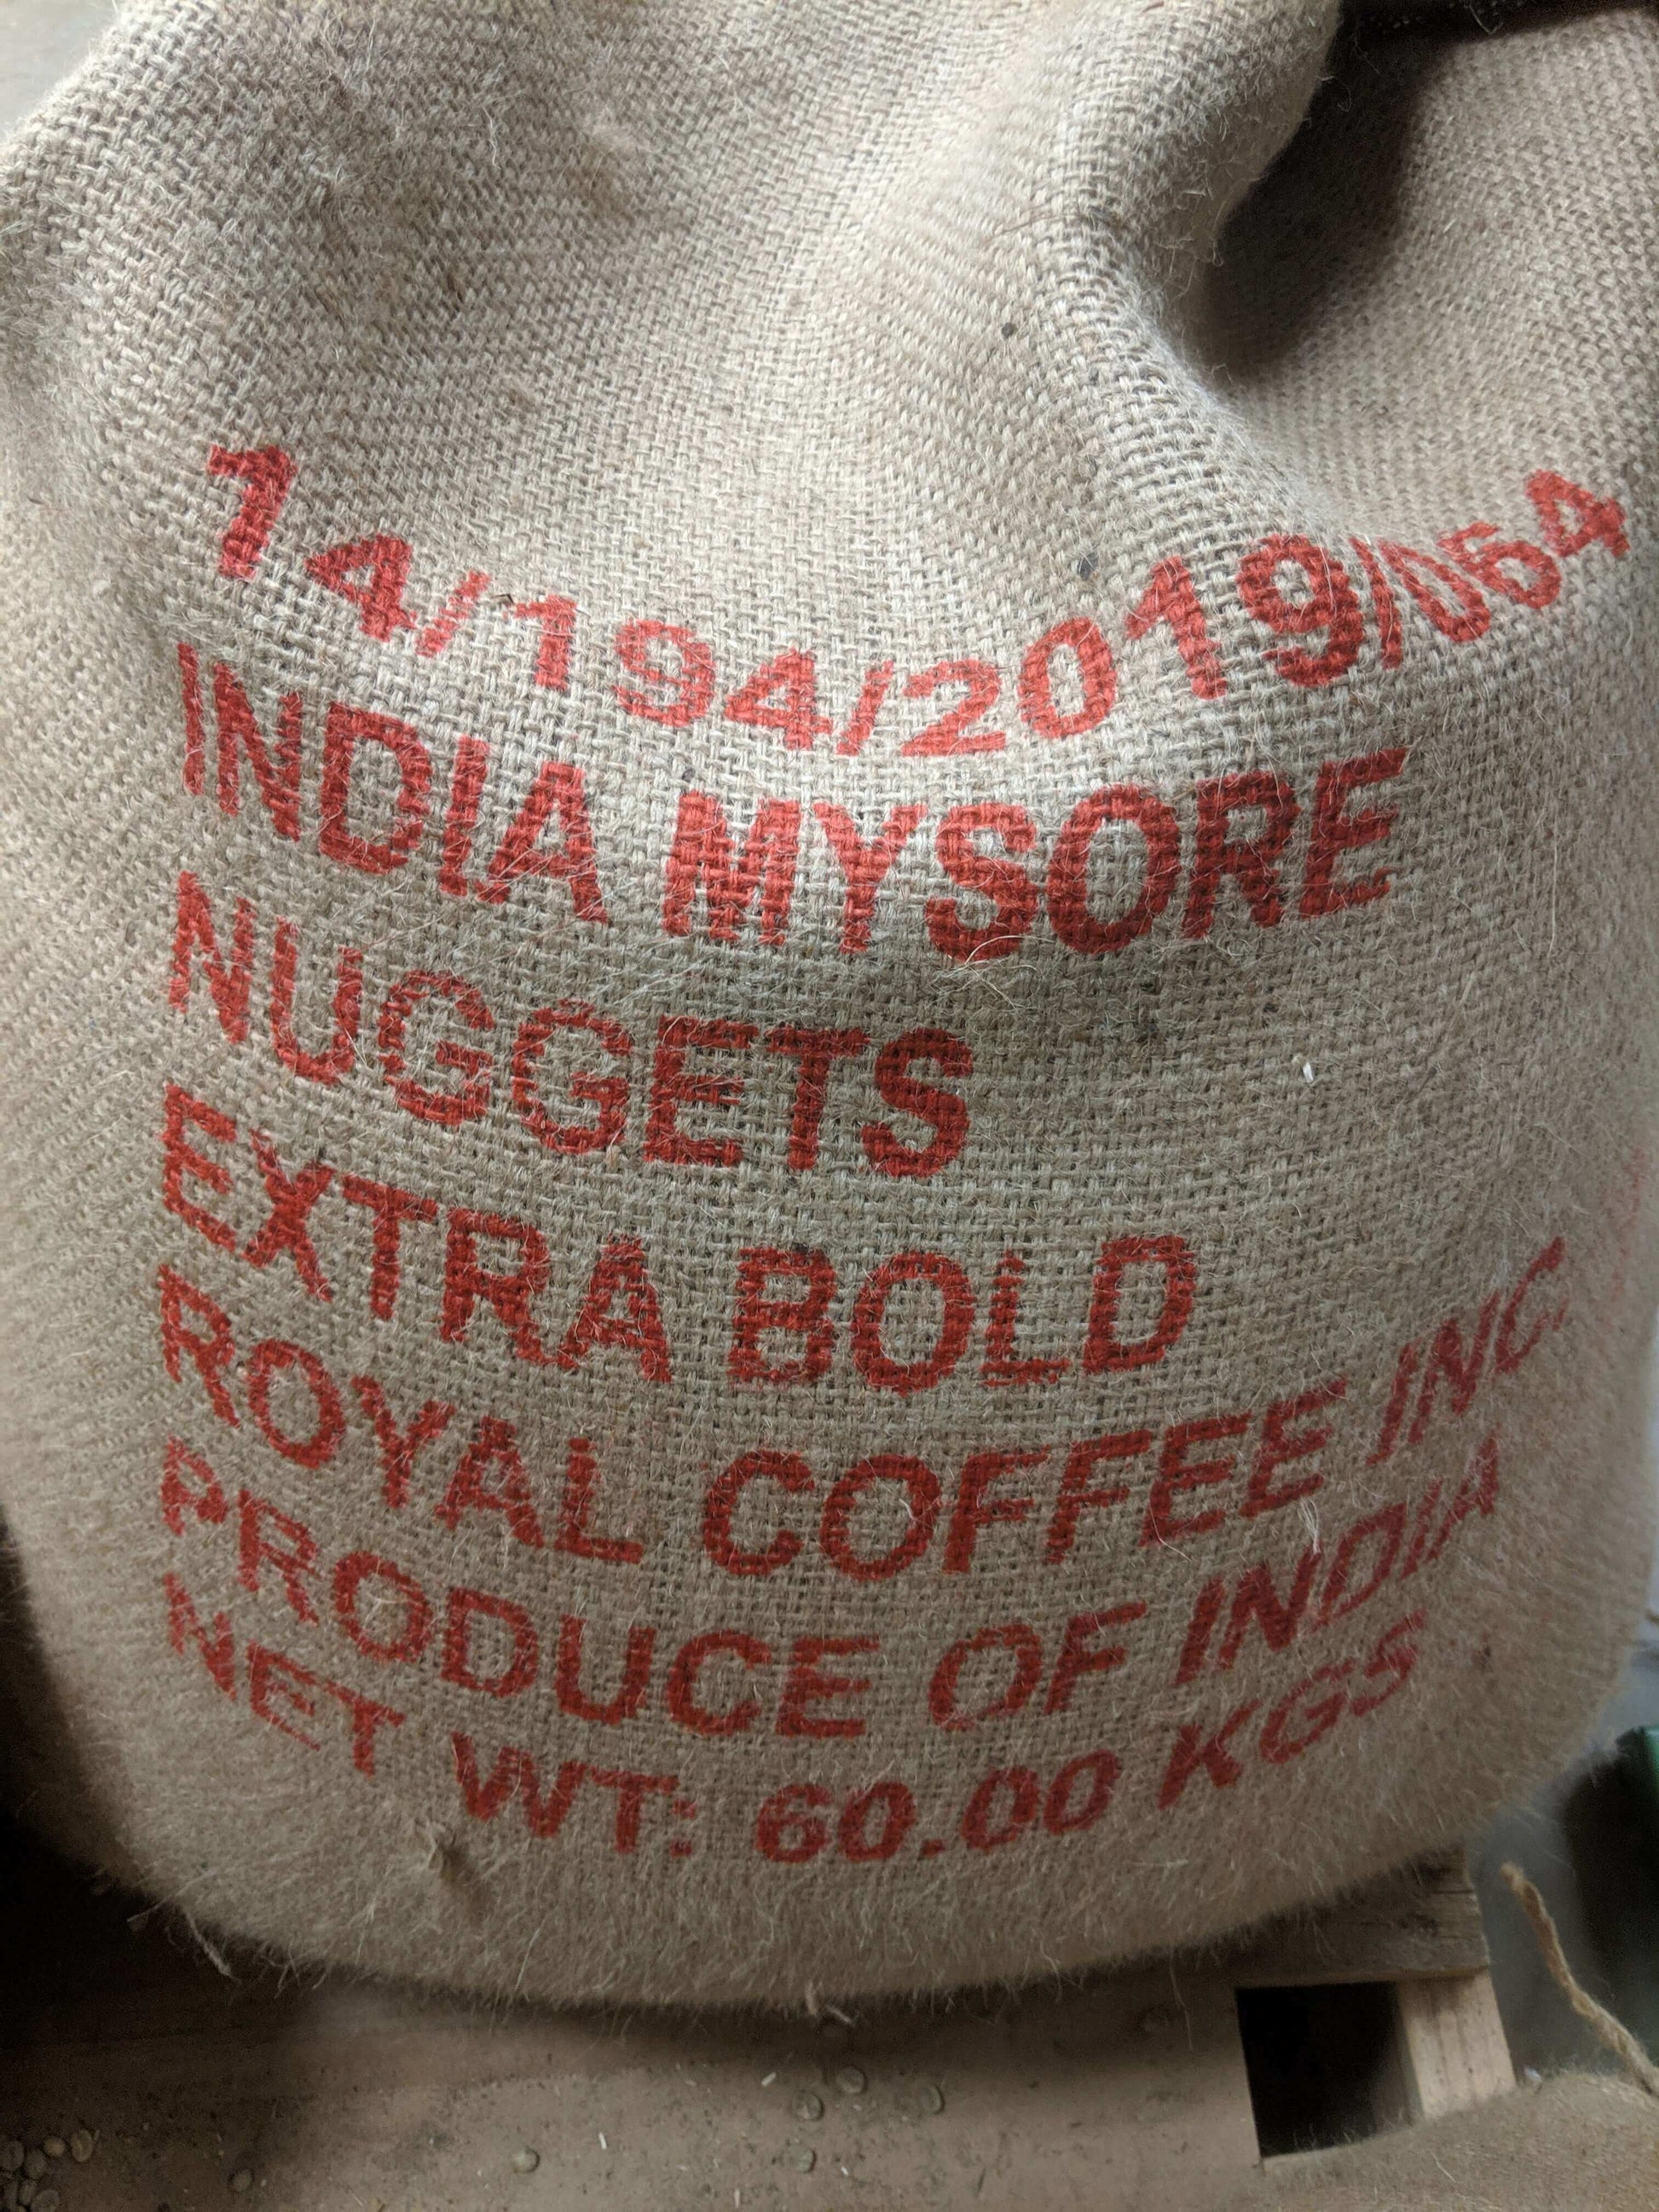 14/194/2019/054
INDIA MYSORE
NUGGETS
EXTRA BOLD
ROYAL COFFEE INC.
PRODUCE OF INDIA
NET WT: 60.00 KGS